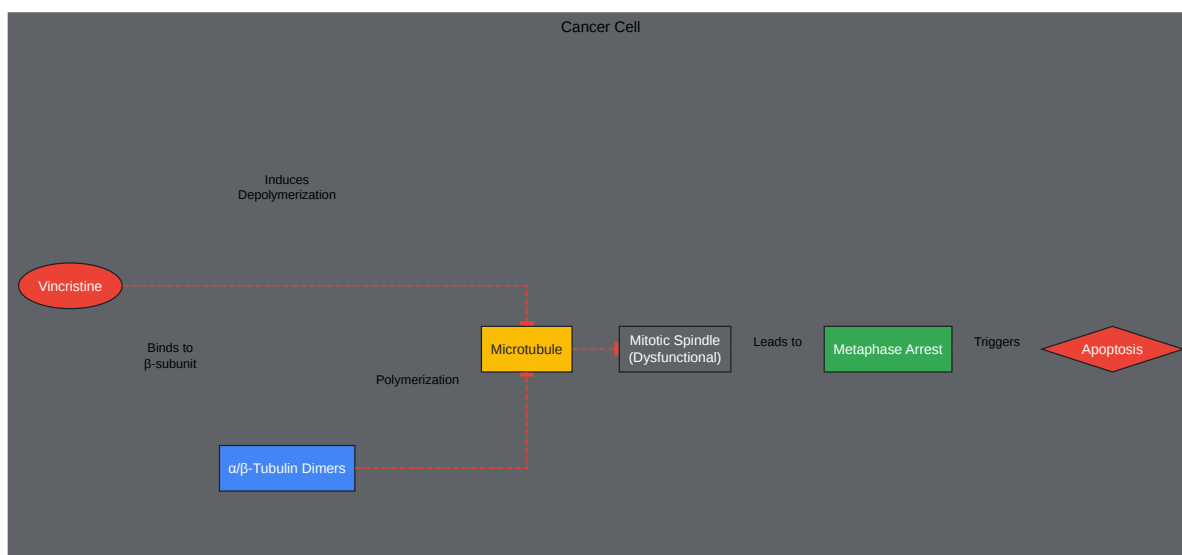 Cancer Cell
Induces
Depolymerization
Vincristine
Binds to
β-subunit
Polymerization
Microtubule
Mitotic Spindle
(Dysfunctional)
Leads to
Metaphase Arrest
Triggers
Apoptosis
α/β-Tubulin Dimers